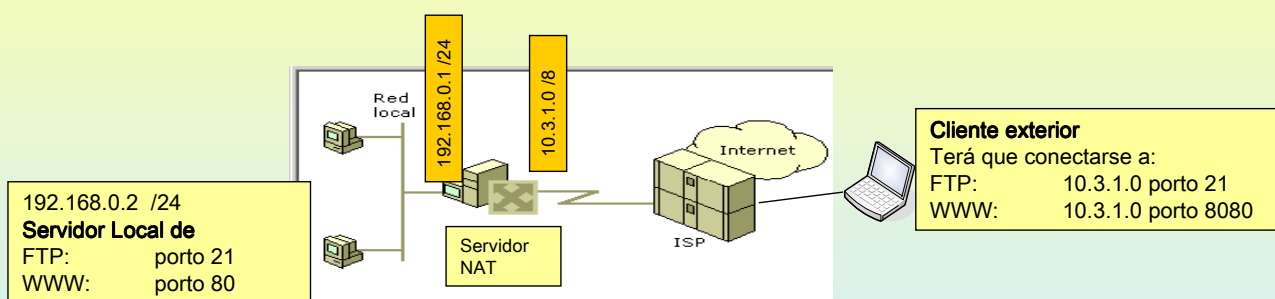 192.168.0.1 /24
10.3.1.0 /8
Red
local
Internet
ISP
Servidor
NAT
192.168.0.2 /24
Servidor Local de
FTP: porto 21
WWW: porto 80
Cliente exterior
Terá que conectarse a:
FTP: 10.3.1.0 porto 21
WWW: 10.3.1.0 porto 8080